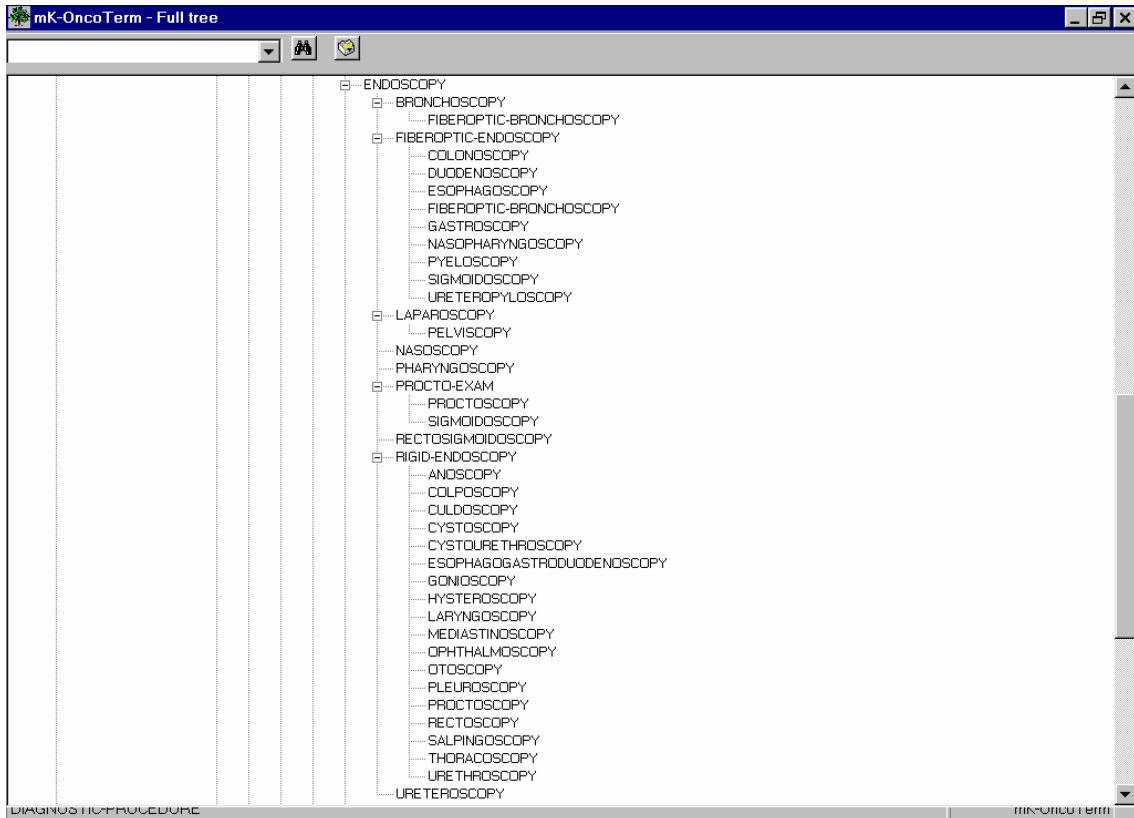 mK-OncoTerm - Full tree
ENDOSCOPY
BRONCHOSCOPY
FIBEROPTIC-BRONCHOSCOPY
FIBEROPTIC-ENDOSCOPY
COLONOSCOPY
DUODENOSCOPY
ESOPHAGOSCOPY
FIBEROPTIC-BRONCHOSCOPY
GASTROSCOPY
NASOPHARYNGOSCOPY
PYELOSCOPY
SIGMOIDOSCOPY
URETEROPYLOSCOPY
LAPAROSCOPY
PELVISCOPY
NASOSCOPY
PHARYNGOSCOPY
PROCTO-EXAM
PROCTOSCOPY
SIGMOIDOSCOPY
RECTOSIGMOIDOSCOPY
RIGID-ENDOSCOPY
ANOSCOPY
COLPOSCOPY
CULDOSCOPY
CYSTOSCOPY
CYSTOURETHROSCOPY
ESOPHAGOGASTRODUODENOSCOPY
GONIOSCOPY
HYSTEROSCOPY
LARYNGOSCOPY
MEDIASTINOSCOPY
OPHTHALMOSCOPY
OTOSCOPY
PLEUROSCOPY
PROCTOSCOPY
RECTOSCOPY
SALPINGOSCOPY
THORACOSCOPY
URETHROSCOPY
URETEROSCOPY
DIAGNOSTIC-PROCEDURE mK-OncoTerm